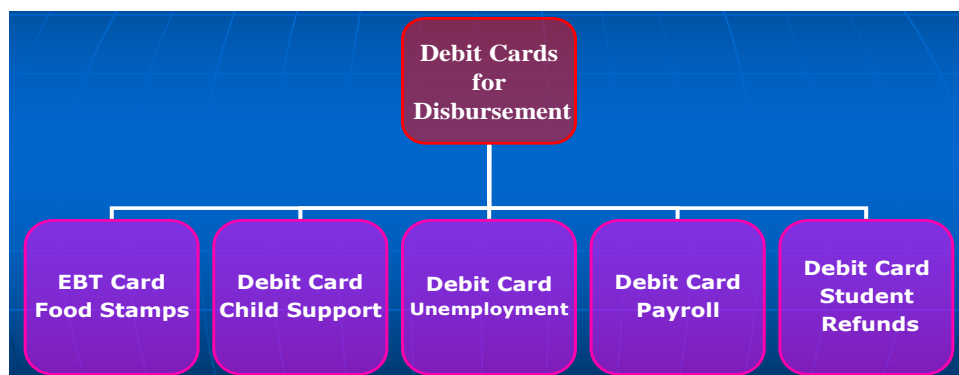 Debit Cards
for
Disbursement
EBT Card
Food Stamps
Debit Card
Child Support
Debit Card
Unemployment
Debit Card
Payroll
Debit Card
Student
Refunds